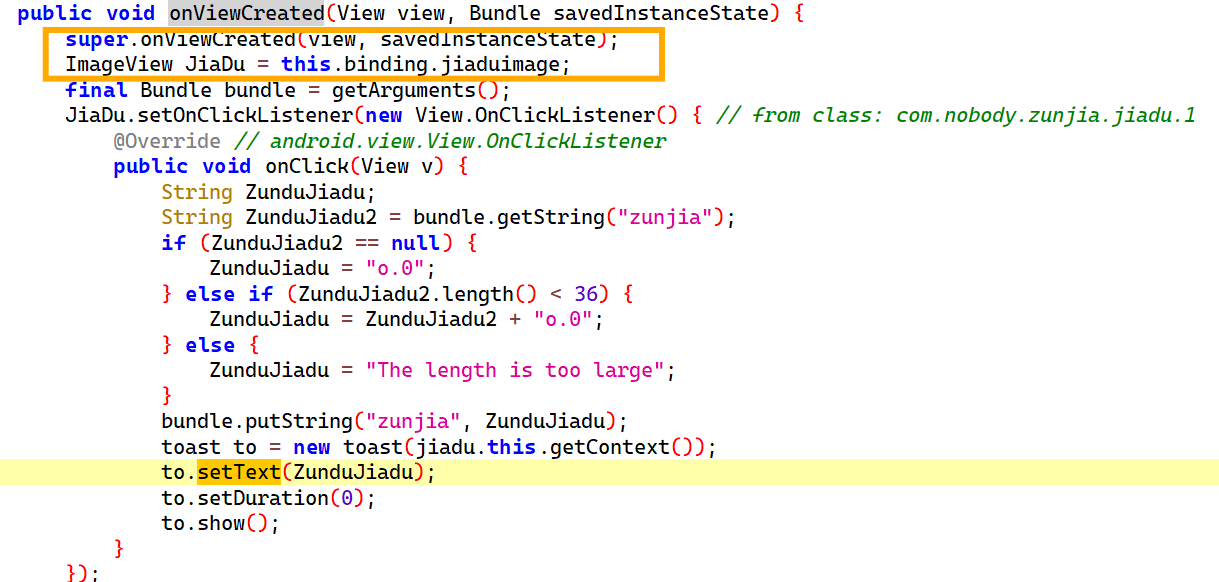 public void onViewCreated(View view, Bundle savedInstanceState) {
super.onViewCreated(view, savedInstanceState);
ImageView JiaDu = this.binding.jiaduimage;
final Bundle bundle = getArguments();
JiaDu.setOnClickListener(new View.OnClickListener() { // from class: com.nobody.zunjia.jiadu.1
@Override // android.view.View.OnClickListener
public void onClick(View v) {
String ZunduJiadu;
String ZunduJiadu2 = bundle.getString("zunjia");
if (ZunduJiadu2 == null) {
ZunduJiadu = "o.0";
} else if (ZunduJiadu2.length() < 36) {
ZunduJiadu = ZunduJiadu2 + "o.0";
} else {
ZunduJiadu = "The length is too large";
}
bundle.putString("zunjia", ZunduJiadu);
toast to = new toast(jiadu.this.getContext());
to.setText(ZunduJiadu);
to.setDuration(0);
to.show();
}
});